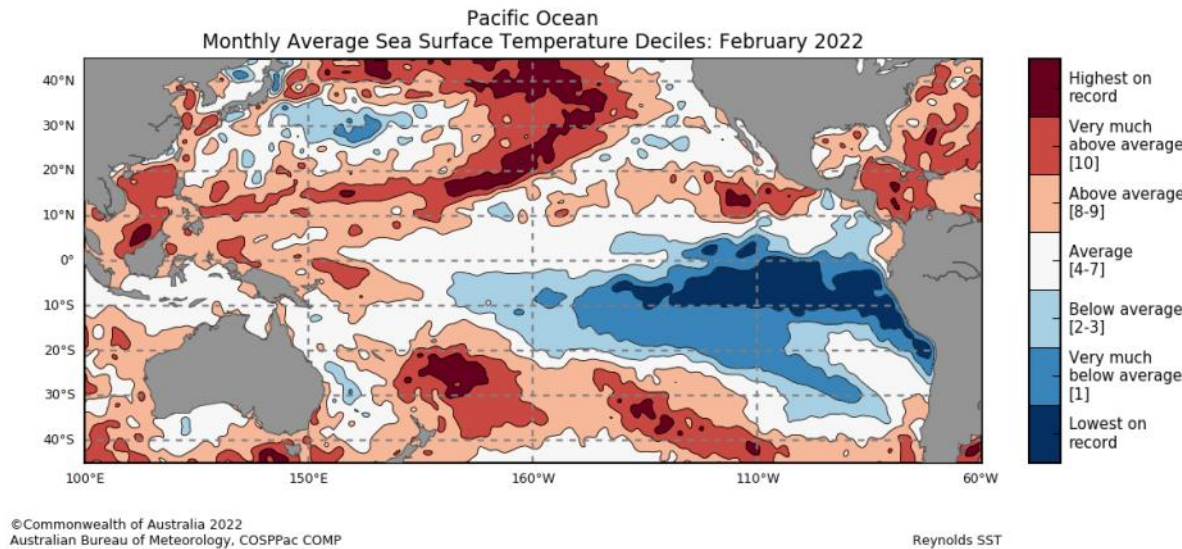 Pacific Ocean
Monthly Average Sea Surface Temperature Deciles: February 2022
40°N
30°N
20°N
10°N
0°
10°S
20°S
30°S
40°S
100°E
150°E
160°W
110°W
60°W
Highest on
record
Very much
above average
[10]
Above average
[8-9]
Average
[4-7]
Below average
[2-3]
Very much
below average
[1]
Lowest on
record
©Commonwealth of Australia 2022
Australian Bureau of Meteorology, COSPPac COMP
Reynolds SST